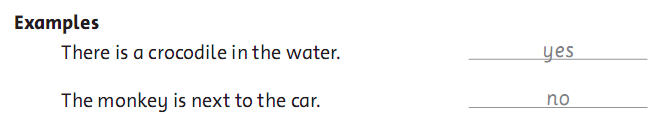 Examples
There is a crocodile in the water. yes
The monkey is next to the car. no